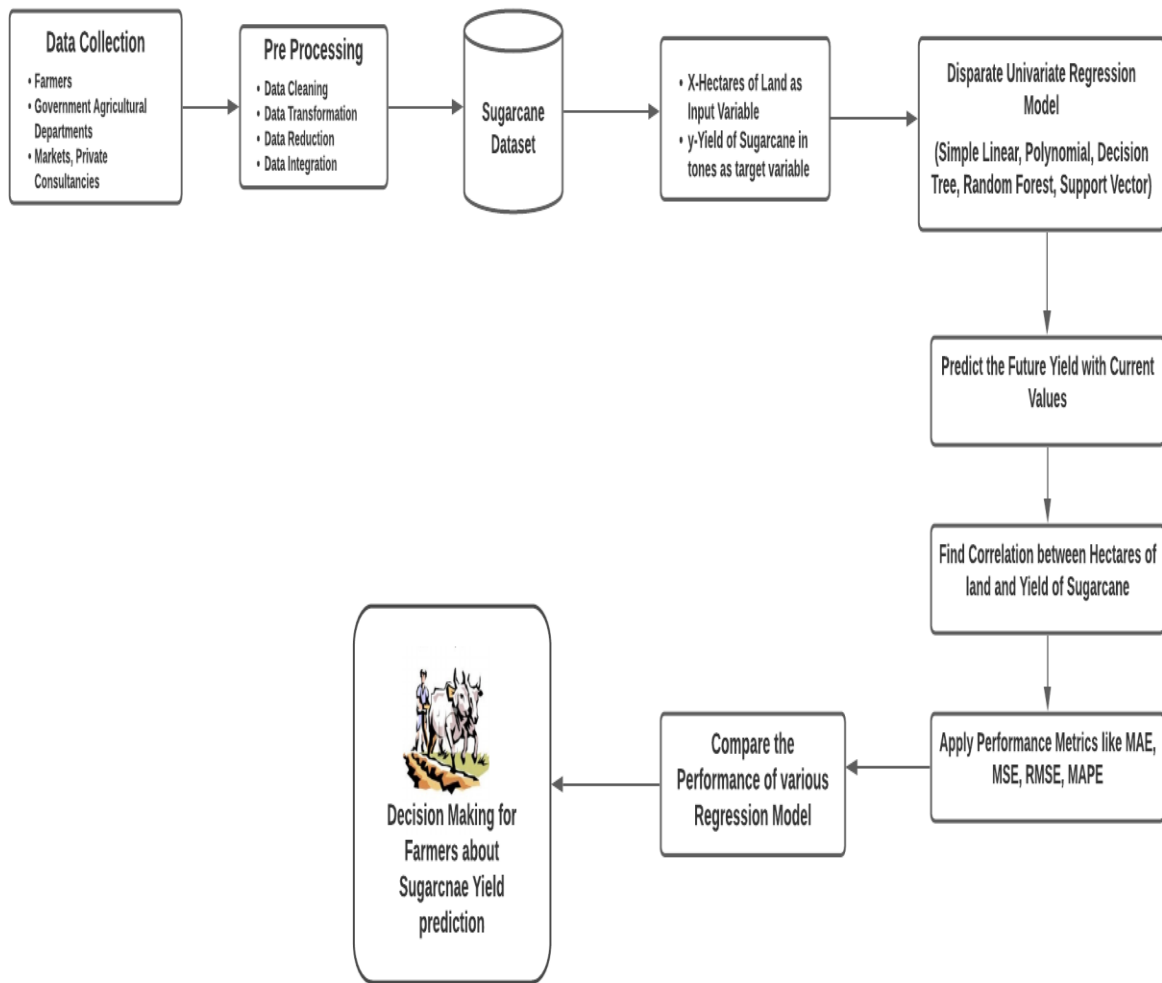 Data Collection
• Farmers
• Government Agricultural
Departments
• Markets, Private
Consultancies
Pre Processing
• Data Cleaning
• Data Transformation
• Data Reduction
• Data Integration
Sugarcane
Dataset
• X-Hectares of Land as
Input Variable
• y-Yield of Sugarcane in
tones as target variable
Disparate Univariate Regression
Model
(Simple Linear, Polynomial, Decision
Tree, Random Forest, Support Vector)
Predict the Future Yield with Current
Values
Find Correlation between Hectares of
land and Yield of Sugarcane
Apply Performance Metrics like MAE,
MSE, RMSE, MAPE
Compare the
Performance of various
Regression Model
Decision Making for
Farmers about
Sugarcnae Yield
prediction